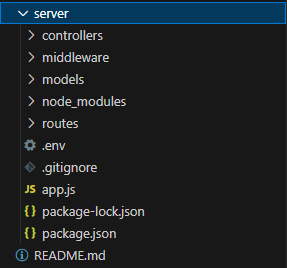 server
controllers
middleware
models
node_modules
routes
.env
.gitignore
JS app.js
{} package-lock.json
{} package.json
README.md